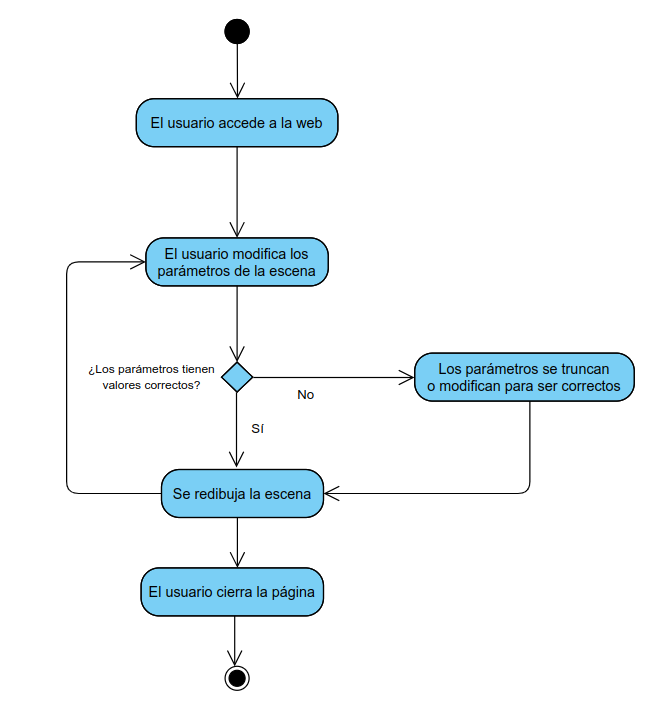 El usuario accede a la web
El usuario modifica los
parámetros de la escena
¿Los parámetros tienen
valores correctos?
No
Los parámetros se truncan
o modifican para ser correctos
Sí
Se redibuja la escena
El usuario cierra la página